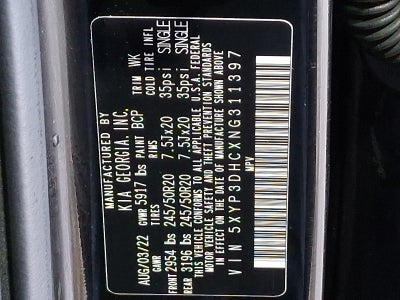 MANUFACTURED BY
KIA GEORGIA, INC.
AUG/03/22 GVWR 5917 lbs PAINT BCP TRIM WK
GAWR TIRES RIMS COLD TIRE INFL
FRONT 2954 lbs 245/50R20 7.5Jx20 35psi SINGLE
REAR 3196 lbs 245/50R20 7.5Jx20 35psi SINGLE
THIS VEHICLE CONFORMS TO ALL APPLICABLE U.S.A. FEDERAL
MOTOR VEHICLE SAFETY AND THEFT PREVENTION STANDARDS
IN EFFECT ON THE DATE OF MANUFACTURE SHOWN ABOVE
VIN 5XYP3DHCXNG311397
MPV